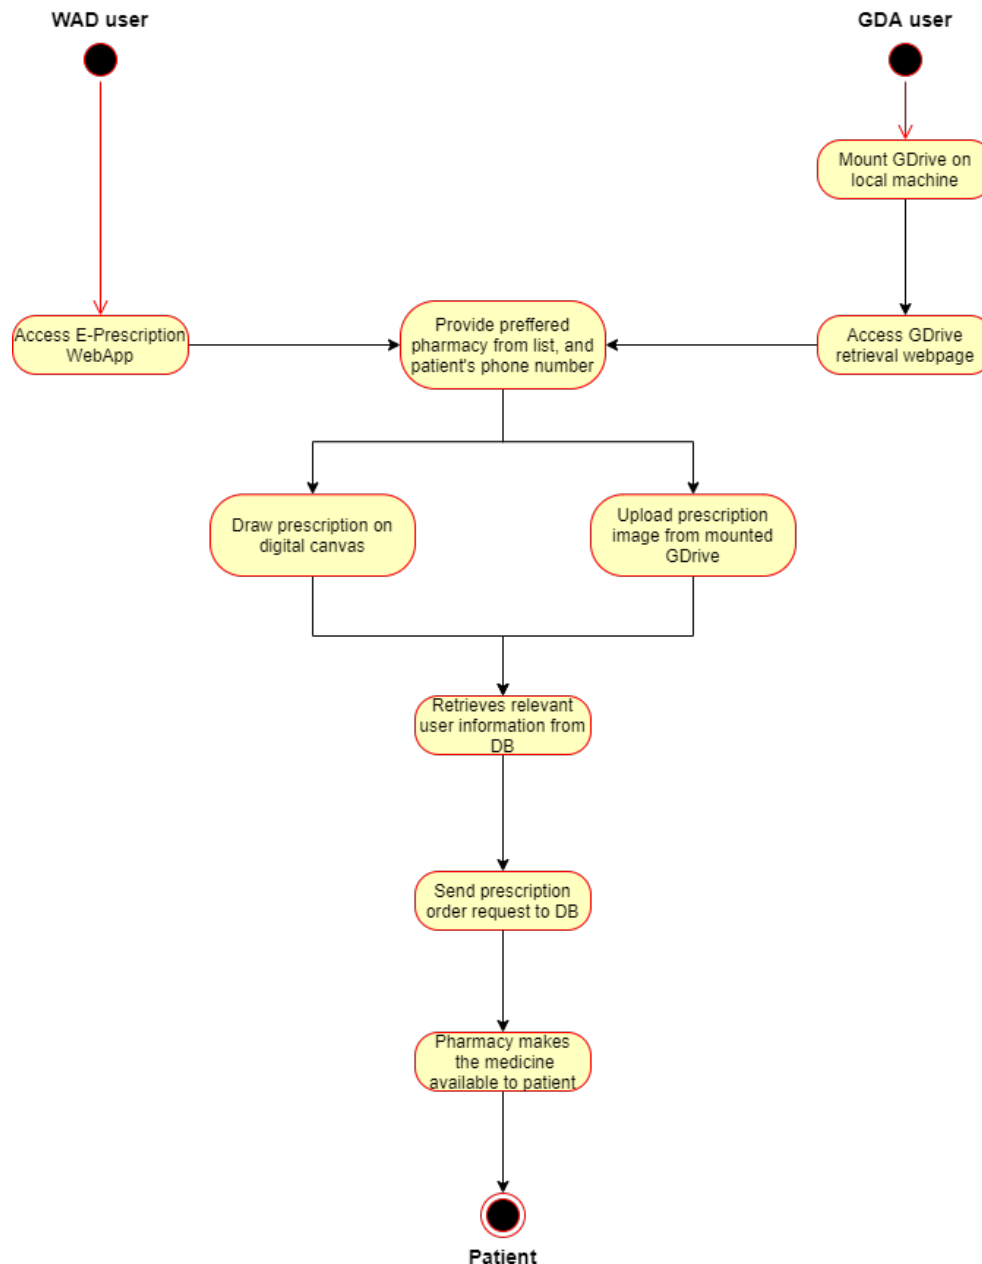 WAD user
GDA user
Mount GDrive on
local machine
Access E-Prescription
WebApp
Provide preffered
pharmacy from list, and
patient's phone number
Access GDrive
retrieval webpage
Draw prescription on
digital canvas
Upload prescription
image from mounted
GDrive
Retrieves relevant
user information from
DB
Send prescription
order request to DB
Pharmacy makes
the medicine
available to patient
Patient